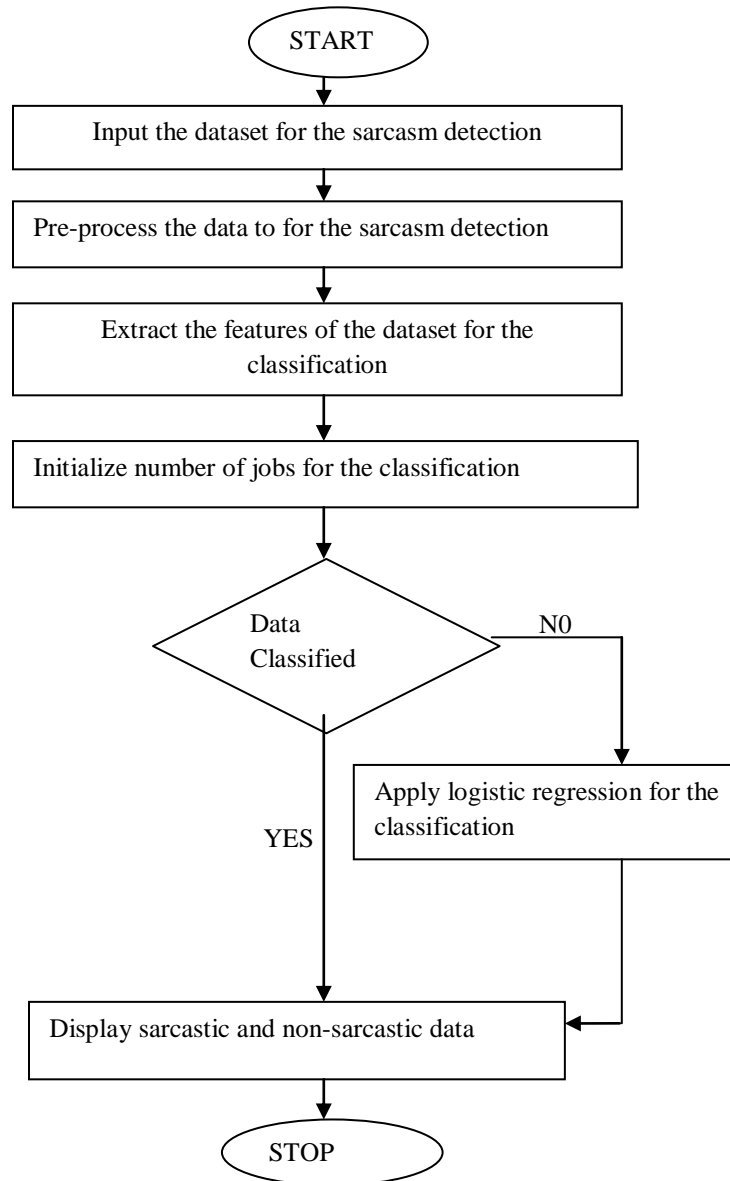 START
Input the dataset for the sarcasm detection
Pre-process the data to for the sarcasm detection
Extract the features of the dataset for the
classification
Initialize number of jobs for the classification
Data
Classified
N0
Apply logistic regression for the
classification
YES
Display sarcastic and non-sarcastic data
STOP